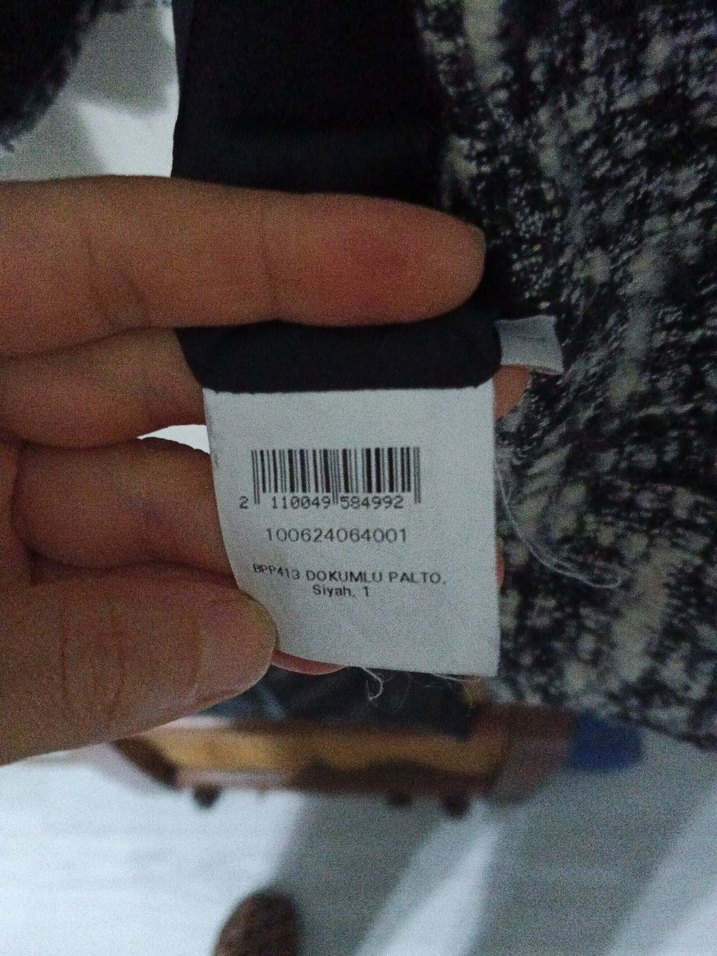 2 110049 584992
100624064001
BPP413 DOKUMLU PALTO,
Siyah, 1